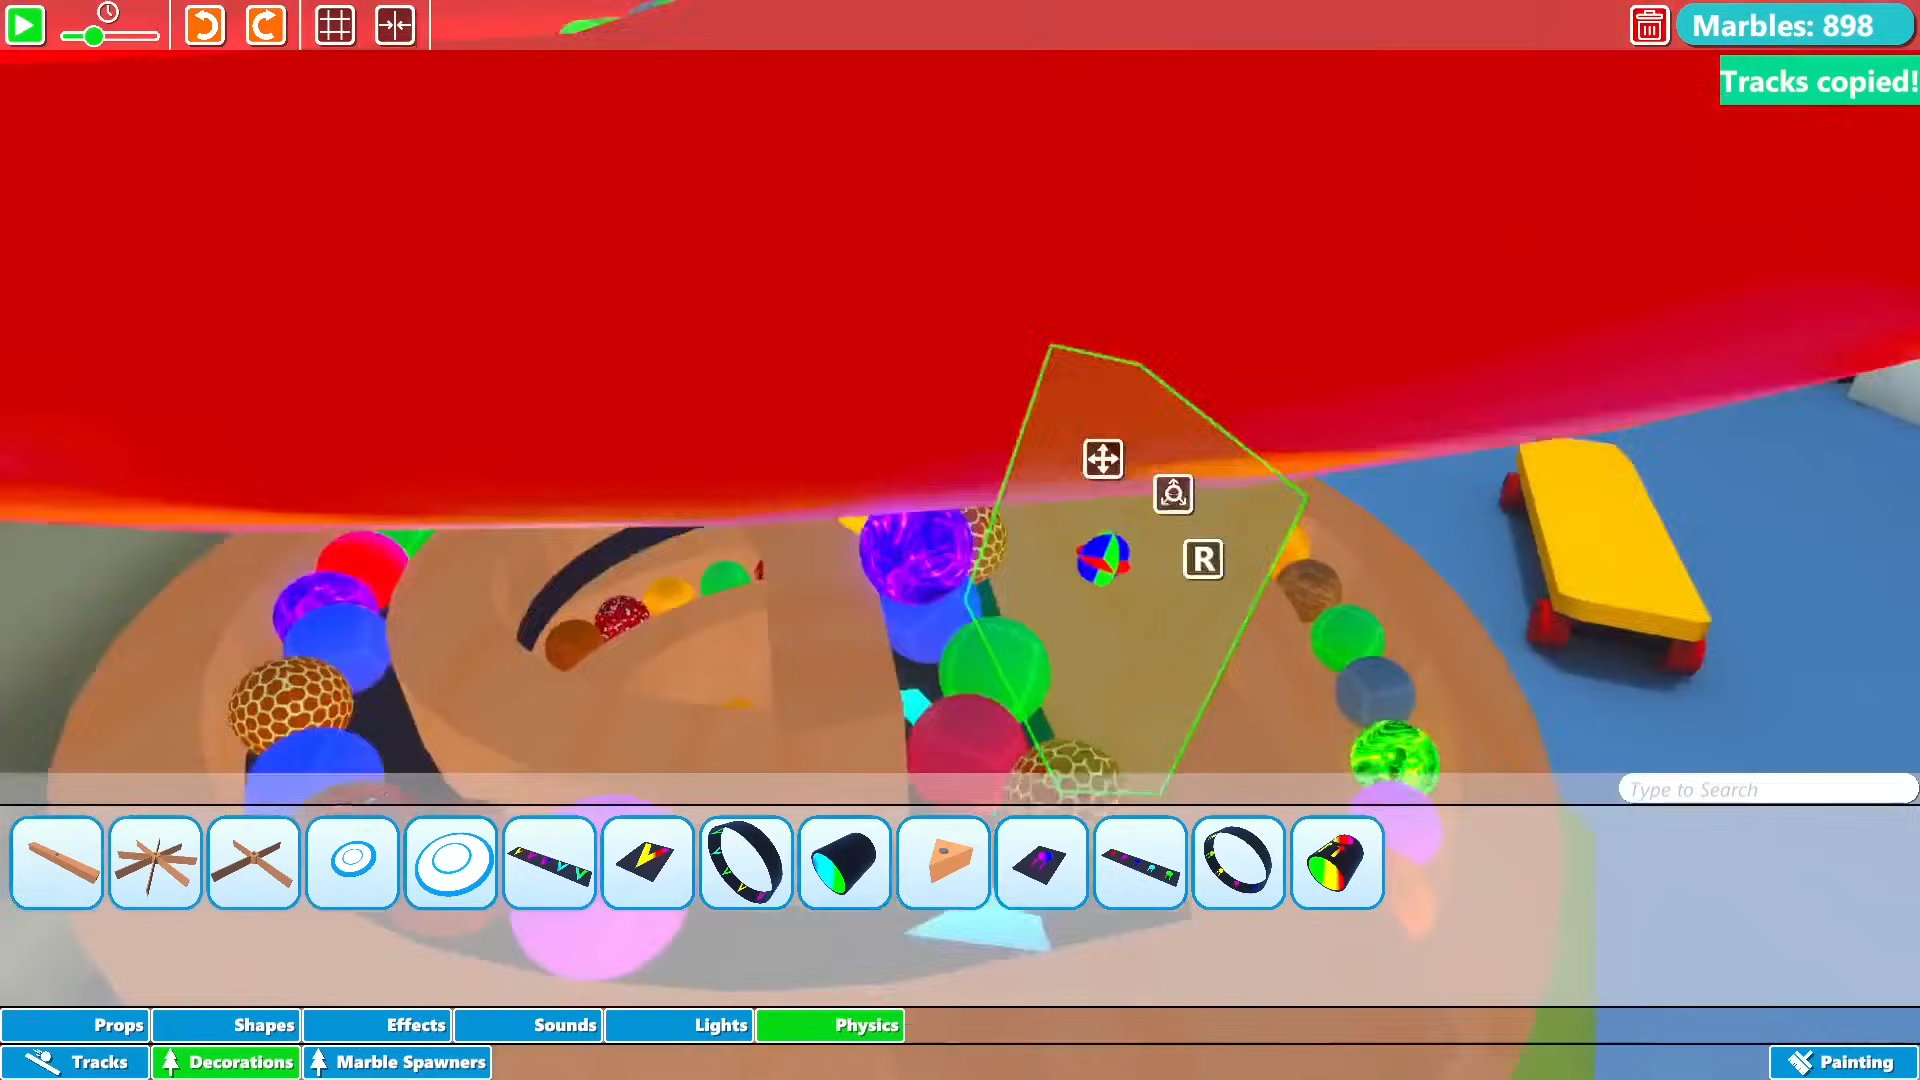 Marbles: 898
Tracks copied!
R
Type to Search
Props
Shapes
Effects
Sounds
Lights
Physics
Tracks
Decorations
Marble Spawners
Painting